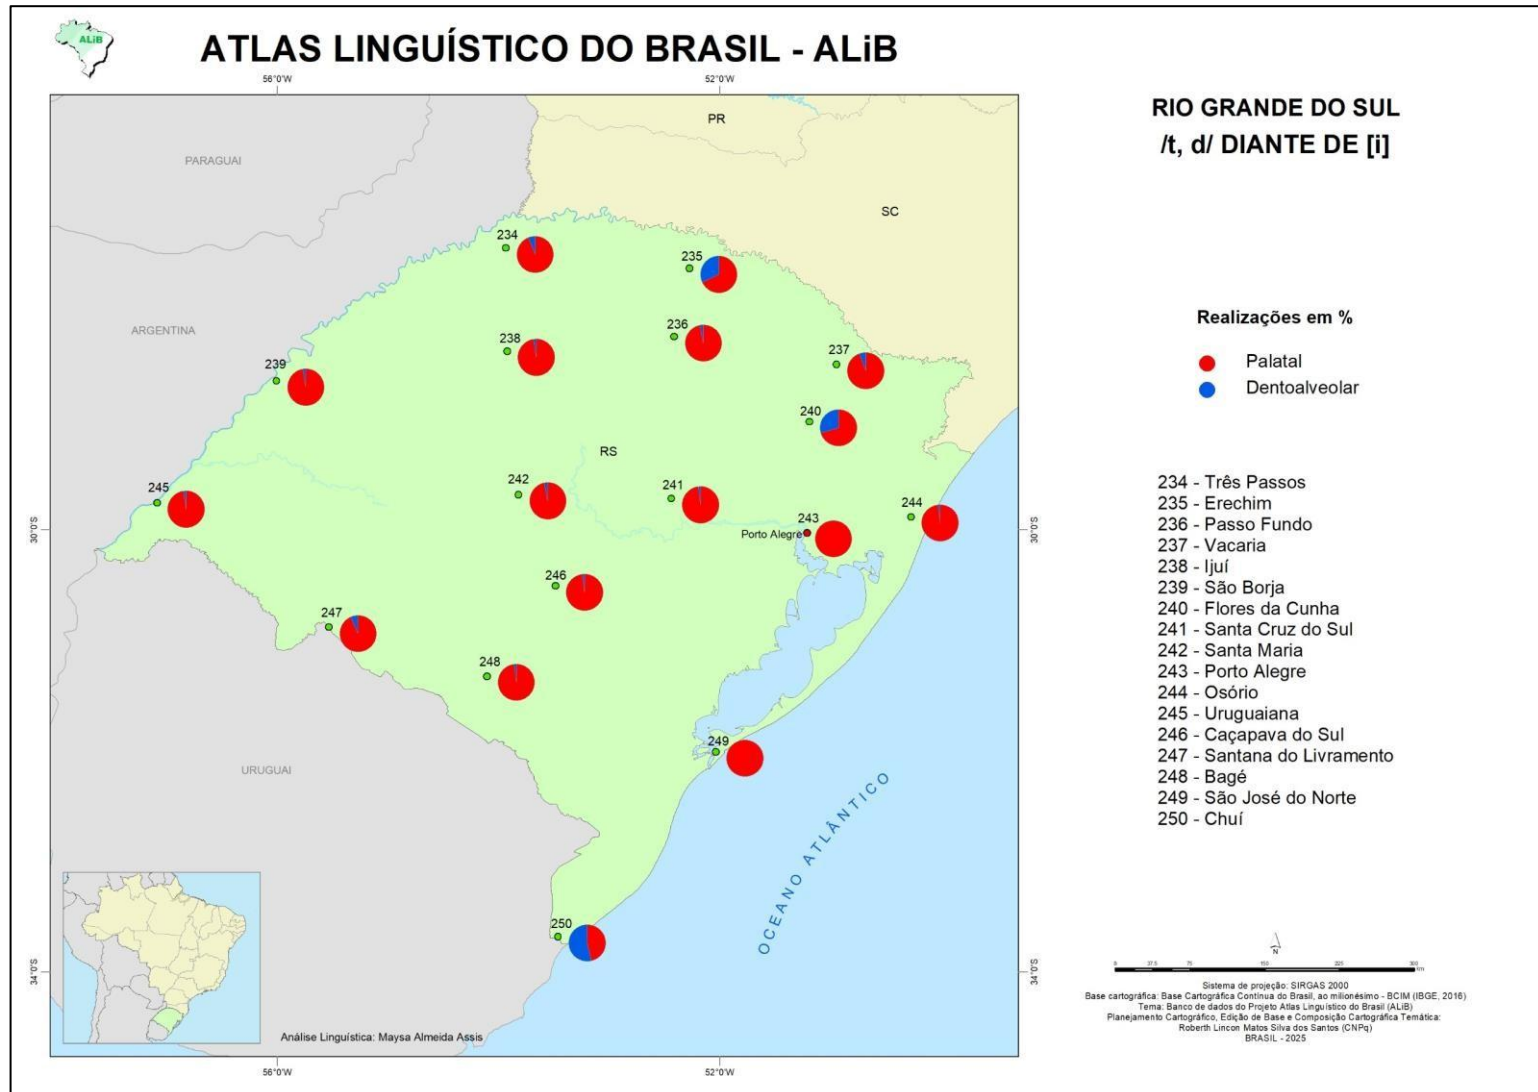 ALiB
ATLAS LINGUÍSTICO DO BRASIL - ALiB
56°0'W
52°0'W
RIO GRANDE DO SUL
/t, d/ DIANTE DE [i]
PR
PARAGUAI
SC
234
235
ARGENTINA
236
238
237
239
240
RS
242
241
245
244
243
Porto Alegre
30°0'S
30°0'S
246
247
248
249
URUGUAI
OCEANO ATLÂNTICO
250
34°0'S
34°0'S
Análise Linguística: Maysa Almeida Assis
56°0'W
52°0'W
Realizações em %
Palatal
Dentoalveolar
234 - Três Passos
235 - Erechim
236 - Passo Fundo
237 - Vacaria
238 - Ijuí
239 - São Borja
240 - Flores da Cunha
241 - Santa Cruz do Sul
242 - Santa Maria
243 - Porto Alegre
244 - Osório
245 - Uruguaiana
246 - Caçapava do Sul
247 - Santana do Livramento
248 - Bagé
249 - São José do Norte
250 - Chuí
N
0 37,5 75 150 225 300
Km
Sistema de projeção: SIRGAS 2000
Base cartográfica: Base Cartográfica Contínua do Brasil, ao milionésimo - BCIM (IBGE, 2016)
Tema: Banco de dados do Projeto Atlas Linguístico do Brasil (ALiB)
Planejamento Cartográfico, Edição de Base e Composição Cartográfica Temática:
Roberth Lincon Matos Silva dos Santos (CNPq)
BRASIL - 2025